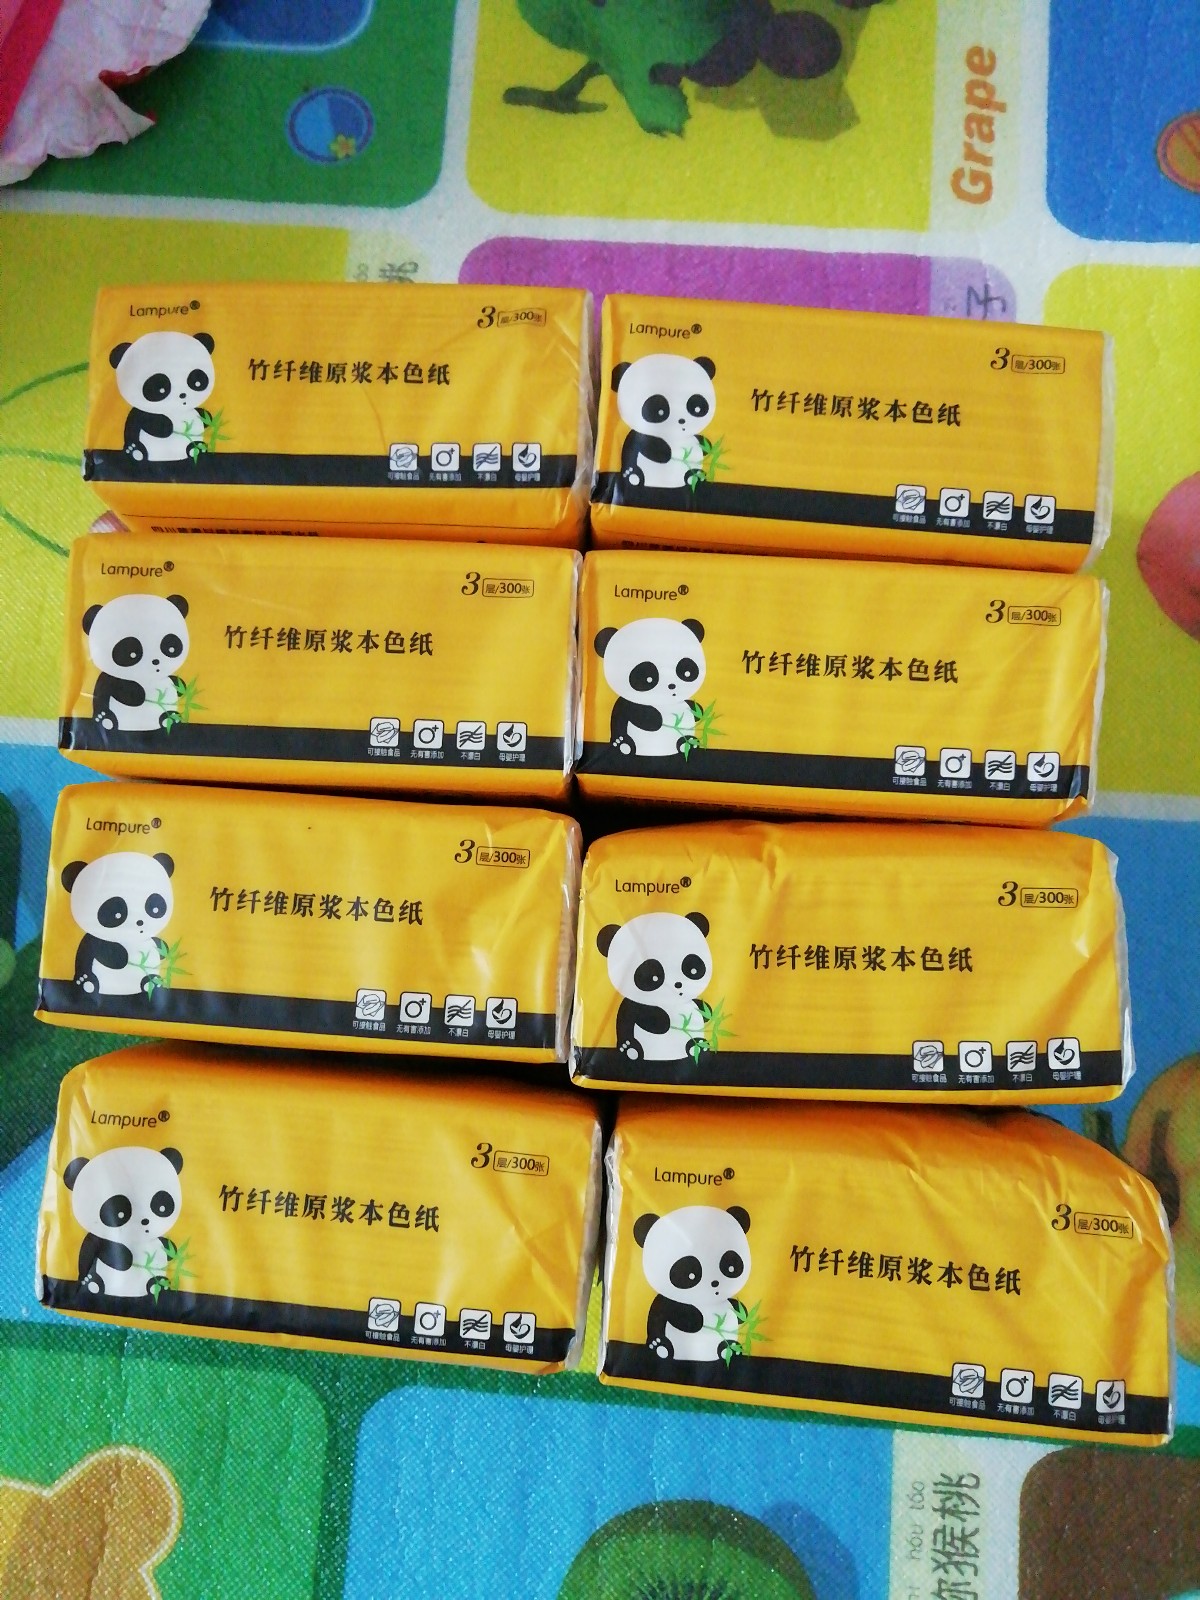 Grape
子
Lampure®
3层/300张
竹纤维原浆本色纸
可接触食品 无有害添加 不漂白 母婴护理
Lampure®
3层/300张
竹纤维原浆本色纸
可接触食品 无有害添加 不漂白 母婴护理
Lampure®
3层/300张
竹纤维原浆本色纸
可接触食品 无有害添加 不漂白 母婴护理
Lampure®
3层/300张
竹纤维原浆本色纸
可接触食品 无有害添加 不漂白 母婴护理
Lampure®
3层/300张
竹纤维原浆本色纸
可接触食品 无有害添加 不漂白 母婴护理
Lampure®
3层/300张
竹纤维原浆本色纸
可接触食品 无有害添加 不漂白 母婴护理
Lampure®
3层/300张
竹纤维原浆本色纸
可接触食品 无有害添加 不漂白 母婴护理
Lampure®
3层/300张
竹纤维原浆本色纸
可接触食品 无有害添加 不漂白 母婴护理
hóu táo
猕猴桃